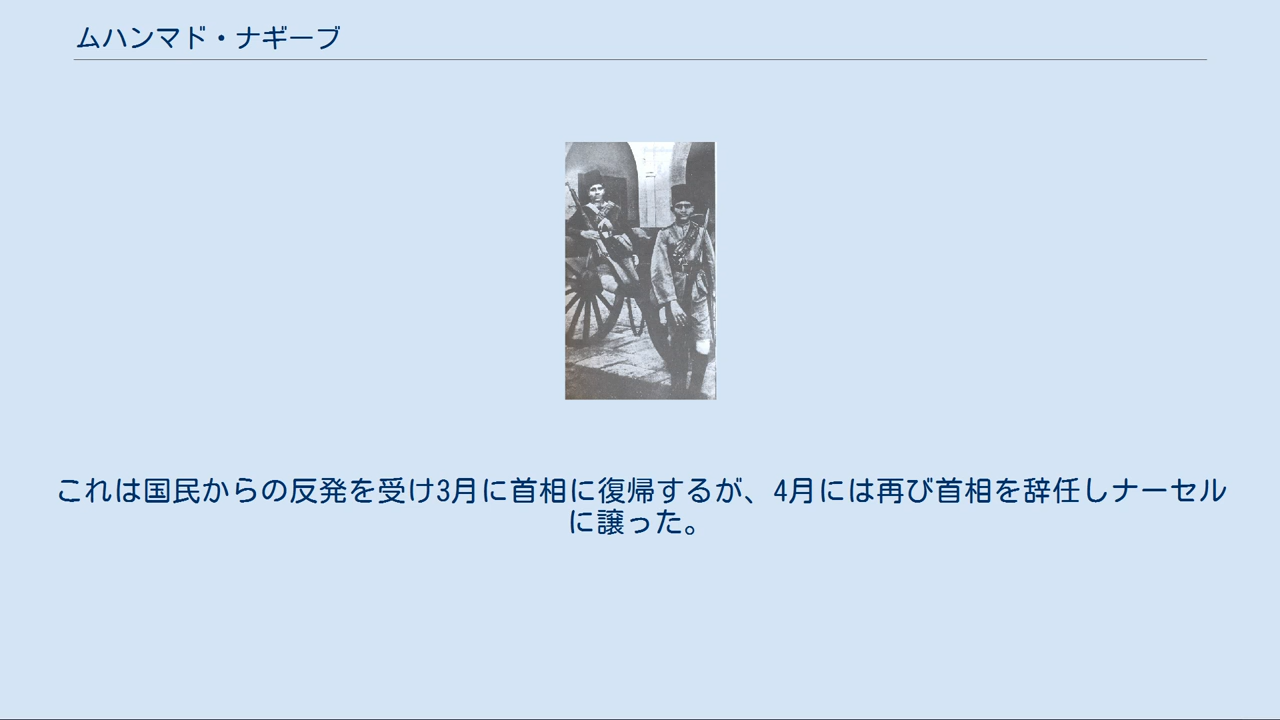 ムハンマド・ナギーブ
これは国民からの反発を受け3月に首相に復帰するが、4月には再び首相を辞任しナーセル
に譲った。